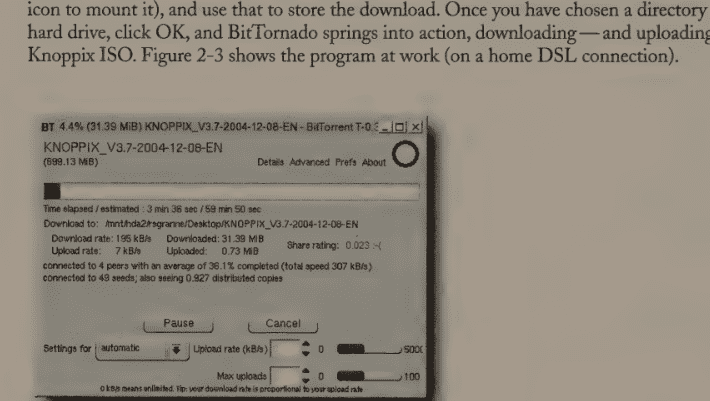 icon to mount it), and use that to store the download. Once you have chosen a directory
hard drive, click OK, and BitTornado springs into action, downloading—and uploading
Knoppix ISO. Figure 2-3 shows the program at work (on a home DSL connection).
BT 4.4% (31.39 MiB) KNOPPIX_V3.7-2004-12-08-EN - BitTorrent T-0.3
KNOPPIX_V3.7-2004-12-08-EN
(698.13 MiB) Details Advanced Prefs About
Time elapsed / estimated : 3 min 36 sec / 59 min 50 sec
Download to: /mnt/hda2/rsgranne/Desktop/KNOPPIX_V3.7-2004-12-08-EN
Download rate: 195 kB/s Downloaded: 31.39 MiB Share rating: 0.023 :-(
Upload rate: 7 kB/s Uploaded: 0.73 MiB
connected to 4 peers with an average of 36.1% completed (total speed 307 kB/s)
connected to 49 seeds; also seeing 0.927 distributed copies
Pause Cancel
Settings for automatic Upload rate (kB/s) 0 5000
Max uploads 0 100
0 kB/s means unlimited. Tip: your download rate is proportional to your upload rate